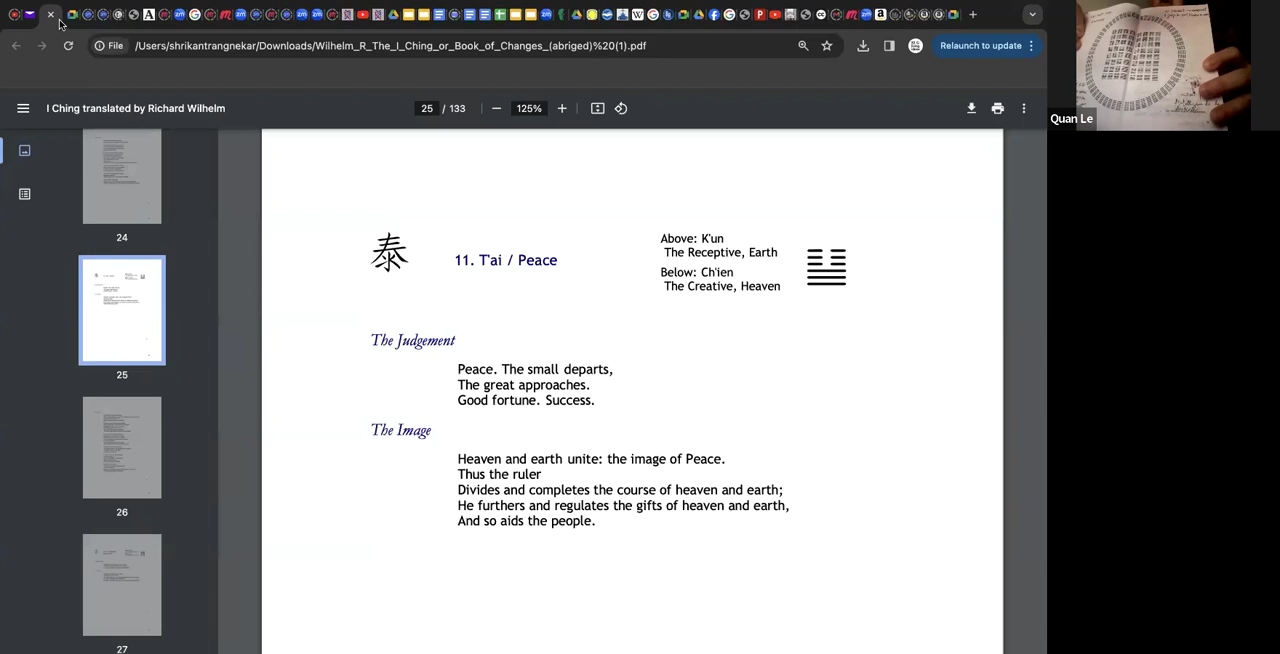 Relaunch to update
File
/Users/shrikantrangnekar/Downloads/Wilhelm_R_The_I_Ching_or_Book_of_Changes_(abriged)%20(1).pdf
I Ching translated by Richard Wilhelm
25 / 133
125%
24
25
26
27
泰
11. T'ai / Peace
Above: K'un
The Receptive, Earth
Below: Ch'ien
The Creative, Heaven
The Judgement
Peace. The small departs,
The great approaches.
Good fortune. Success.
The Image
Heaven and earth unite: the image of Peace.
Thus the ruler
Divides and completes the course of heaven and earth;
He furthers and regulates the gifts of heaven and earth,
And so aids the people.
Quan Le